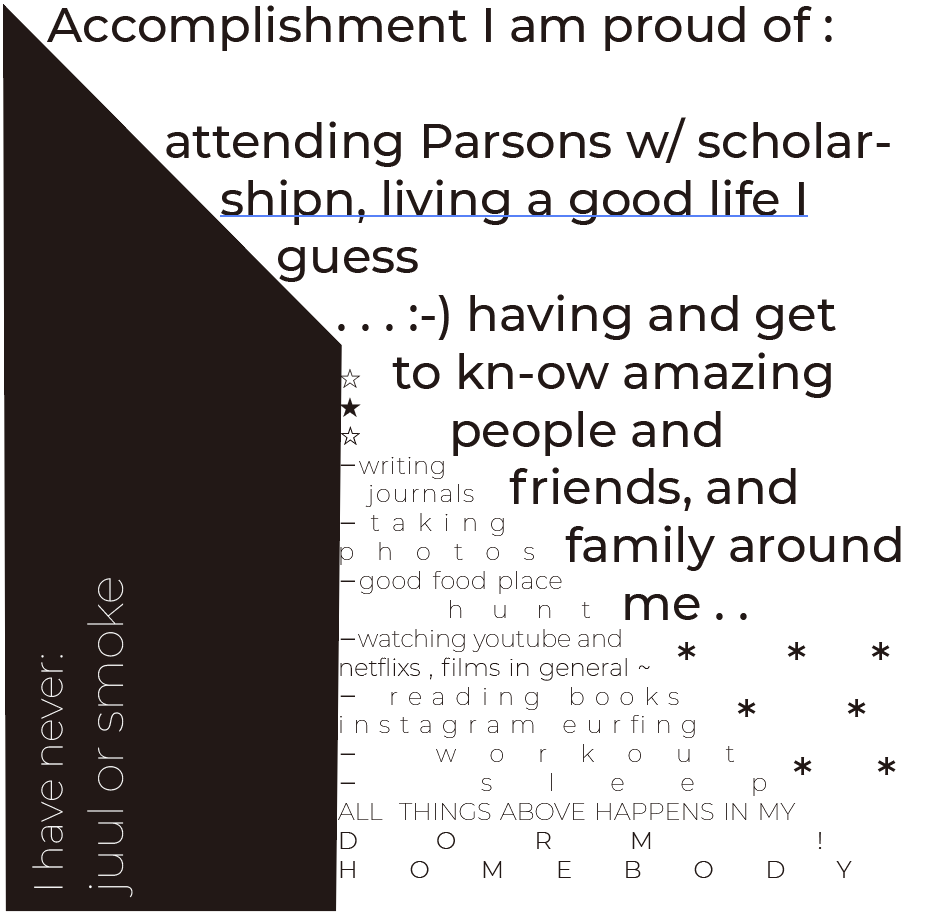 Accomplishment I am proud of :
attending Parsons w/ scholar-
shipn, living a good life I
guess
. . . :-) having and get
☆ to kn-ow amazing
★
☆ people and
—writing
journals
friends, and
— taking
photos
family around
—good food place
hunt
me . .
—watching youtube and
* * *
netflixs , films in general ~
— reading books
* *
instagram eurfing
— workout
* *
— sleep
ALL THINGS ABOVE HAPPENS IN MY
DORM !
HOMEBODY
I have never:
juul or smoke